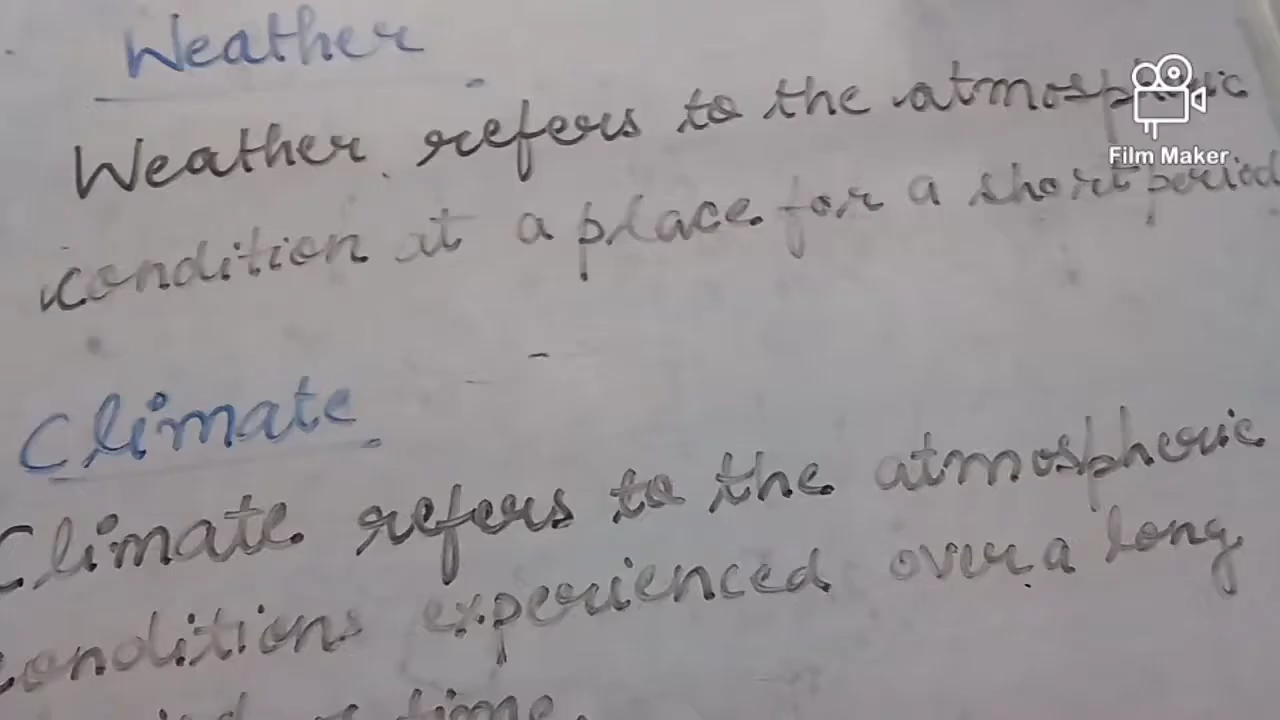 Weather
Weather refers to the atmospheric
condition at a place for a short period
Climate
Climate refers to the atmospheric
conditions experienced over a long
time.
Film Maker